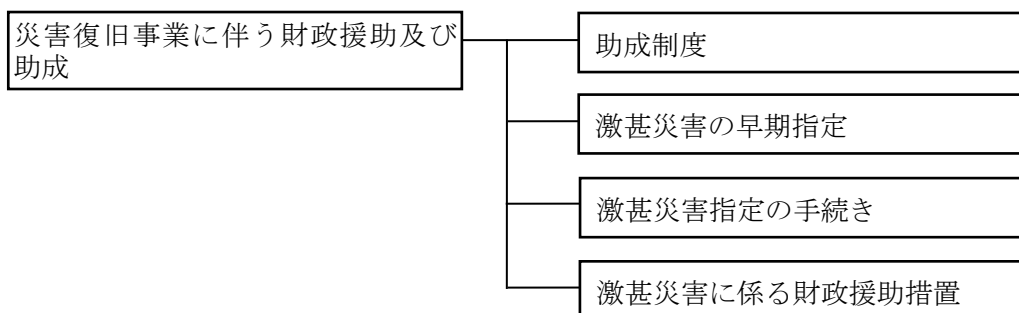 災害復旧事業に伴う財政援助及び
助成
助成制度
激甚災害の早期指定
激甚災害指定の手続き
激甚災害に係る財政援助措置